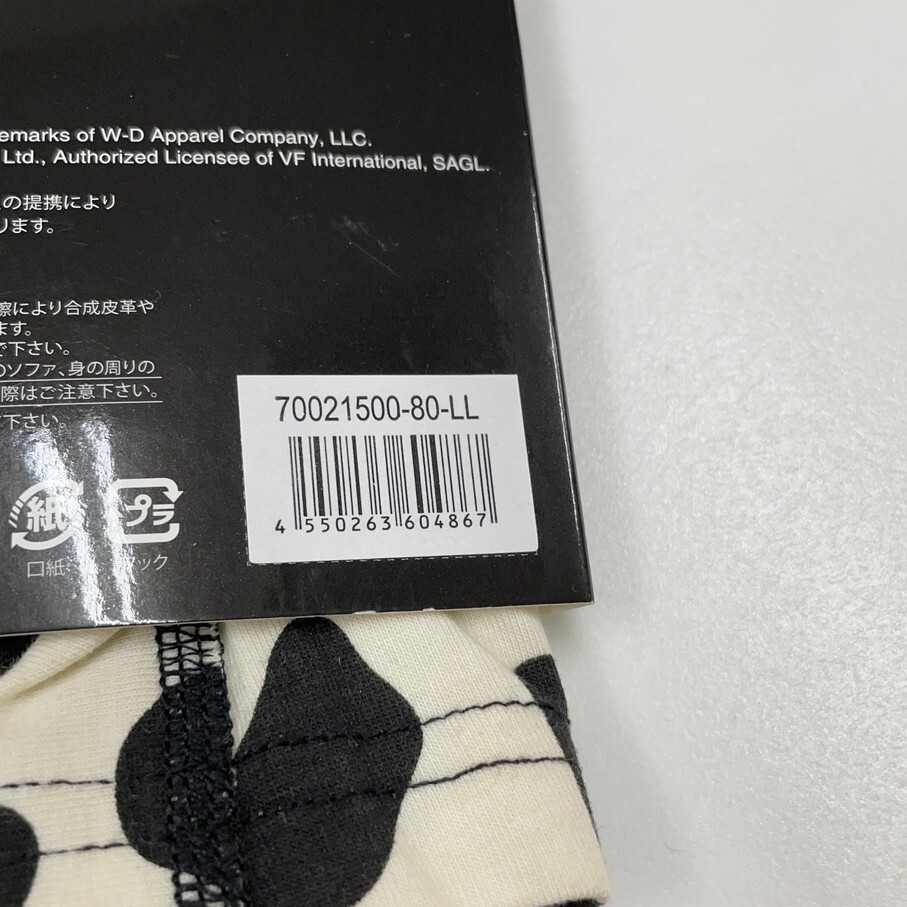 emarks of W-D Apparel Company, LLC.
Ltd., Authorized Licensee of VF International, SAGL.
の提携により
ります。
際により合成皮革や
ます。
で下さい。
のソファ、身の周りの
際はご注意下さい。
下さい。
70021500-80-LL
4 550263 604867
紙
プラ
口紙
ック